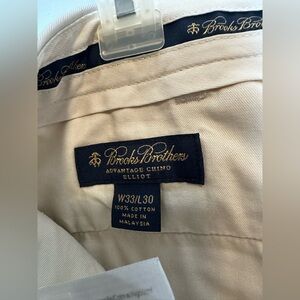 Brooks Brothers
Brooks Brothers
ADVANTAGE CHINO
ELLIOT
W33/L30
100% COTTON
MADE IN
MALAYSIA